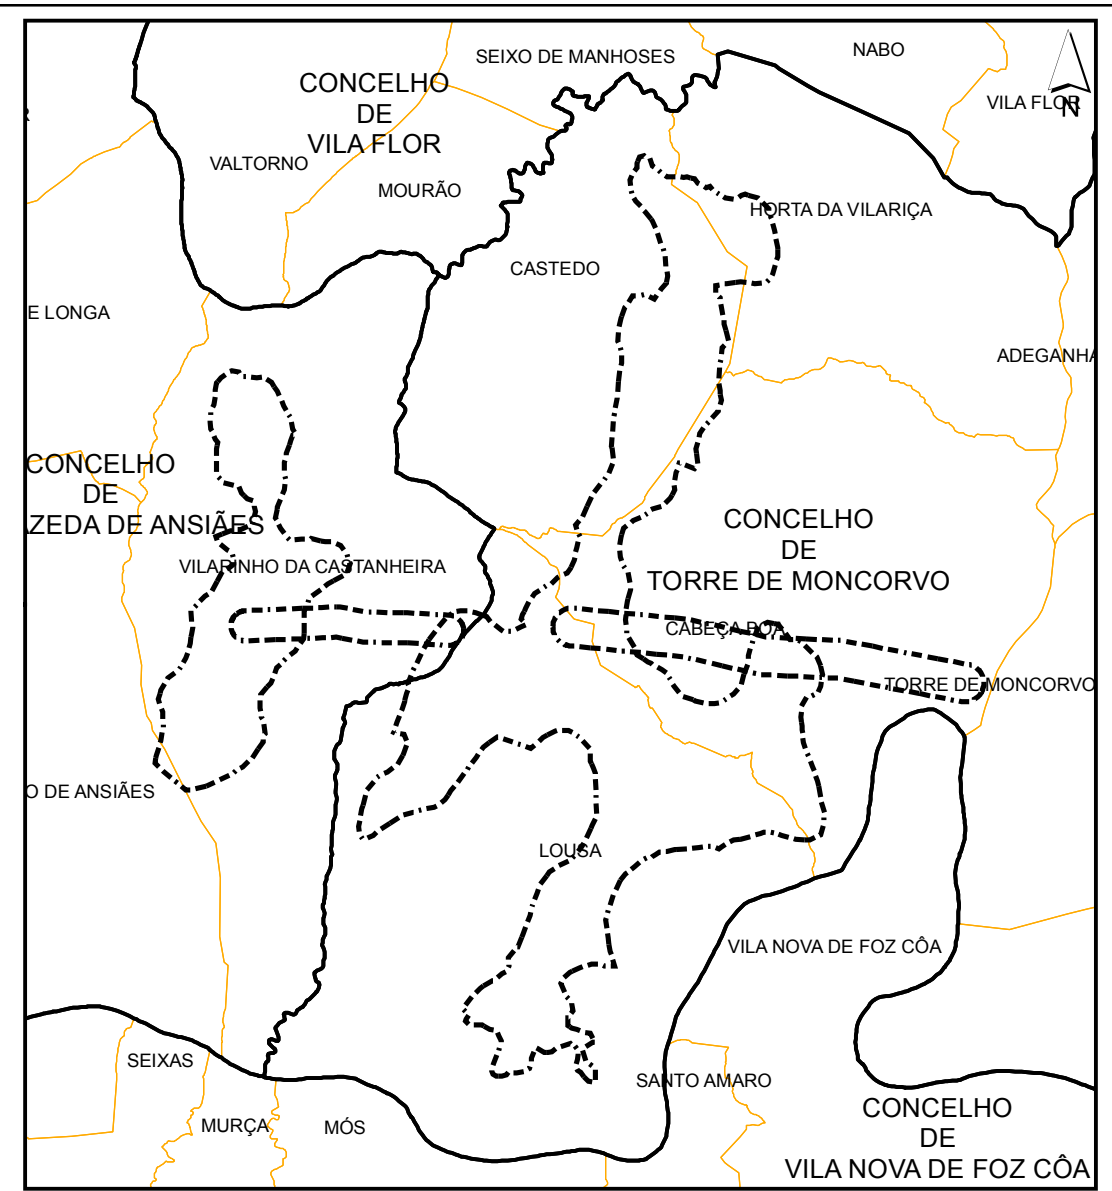 SEIXO DE MANHOSES
NABO
CONCELHO
DE
VILA FLOR
VILA FLOR
N
VALTORNO
MOURÃO
HORTA DA VILARIÇA
CASTEDO
E LONGA
ADEGANHA
CONCELHO
DE
AZEDA DE ANSIÃES
CONCELHO
DE
TORRE DE MONCORVO
VILARINHO DA CASTANHEIRA
CABEÇA BOA
TORRE DE MONCORVO
O DE ANSIÃES
LOUSA
VILA NOVA DE FOZ CÔA
SEIXAS
SANTO AMARO
MURÇA
MÓS
CONCELHO
DE
VILA NOVA DE FOZ CÔA